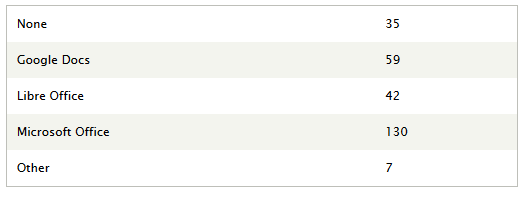 None 35
Google Docs 59
Libre Office 42
Microsoft Office 130
Other 7